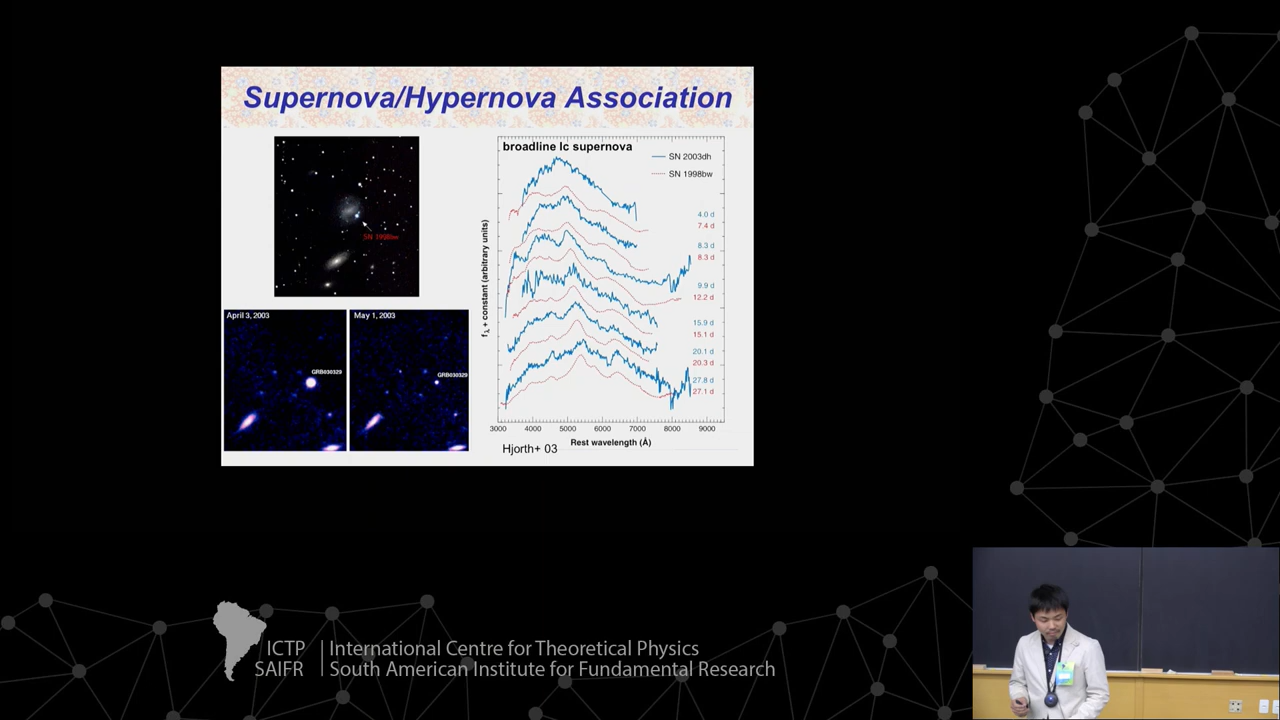 Supernova/Hypernova Association
SN 1998bw
April 3, 2003
GRB030329
May 1, 2003
GRB030329
broadline Ic supernova
SN 2003dh
SN 1998bw
4.0 d
7.4 d
8.3 d
8.3 d
9.9 d
12.2 d
15.9 d
15.1 d
20.1 d
20.3 d
27.8 d
27.1 d
fλ + constant (arbitrary units)
3000 4000 5000 6000 7000 8000 9000
Rest wavelength (Å)
Hjorth+ 03
ICTP
SAIFR
International Centre for Theoretical Physics
South American Institute for Fundamental Research